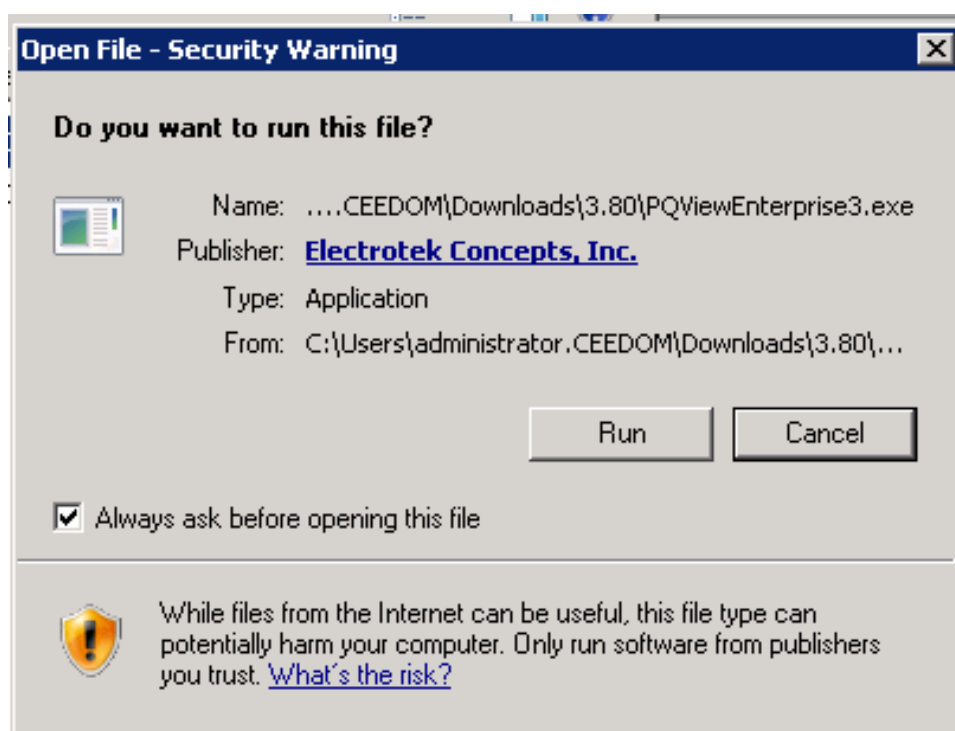 Open File - Security Warning
Do you want to run this file?
Name: ....CEEDOM\Downloads\3.80\PQViewEnterprise3.exe
Publisher: Electrotek Concepts, Inc.
Type: Application
From: C:\Users\administrator.CEEDOM\Downloads\3.80\...
Run Cancel
Always ask before opening this file
While files from the Internet can be useful, this file type can
potentially harm your computer. Only run software from publishers
you trust. What's the risk?